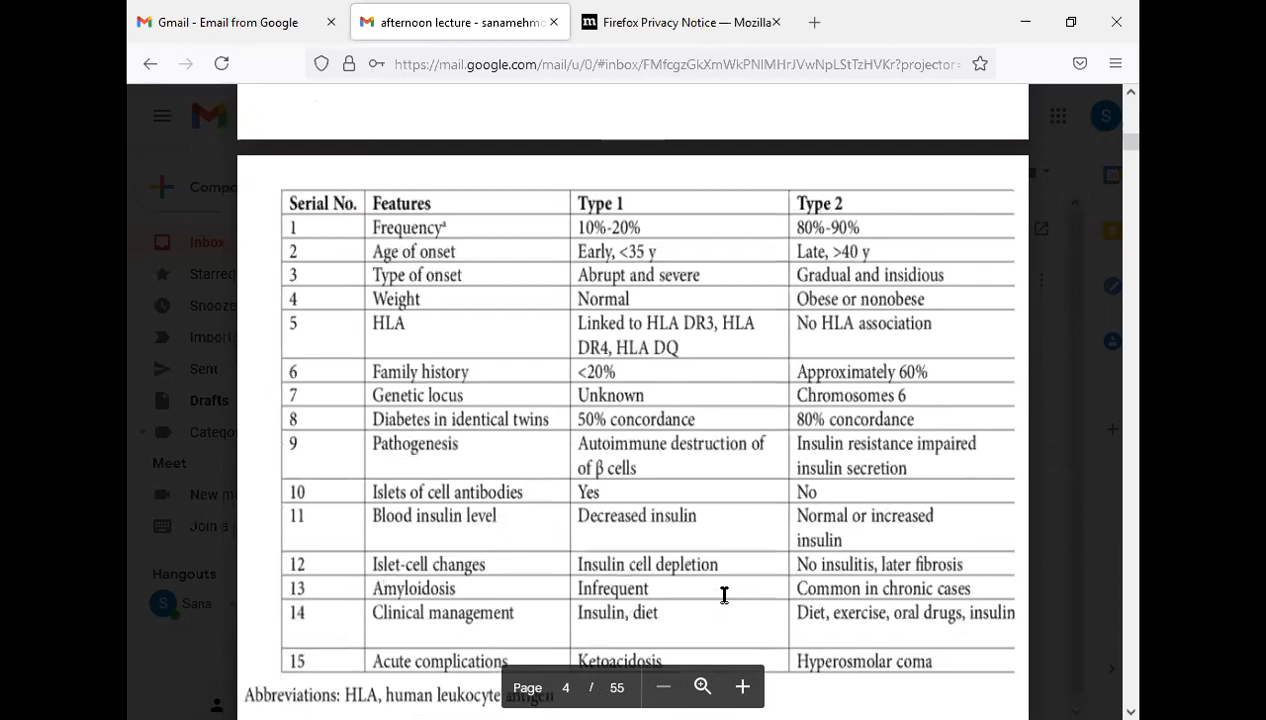 Gmail - Email from Google
afternoon lecture - sanamehmo
Firefox Privacy Notice — Mozilla
https://mail.google.com/mail/u/0/#inbox/FMfcgzGkXmWkPNlMHrJVwNpLStTzHVKr?projector=
Compo
Inbox
Starred
Snooze
Import
Sent
Drafts
Catego
Meet
New m
Join a
Hangouts
Sana
S
Serial No. Features Type 1 Type 2
1 Frequencyᵃ 10%-20% 80%-90%
2 Age of onset Early, <35 y Late, >40 y
3 Type of onset Abrupt and severe Gradual and insidious
4 Weight Normal Obese or nonobese
5 HLA Linked to HLA DR3, HLA No HLA association
DR4, HLA DQ
6 Family history <20% Approximately 60%
7 Genetic locus Unknown Chromosomes 6
8 Diabetes in identical twins 50% concordance 80% concordance
9 Pathogenesis Autoimmune destruction of Insulin resistance impaired
of β cells insulin secretion
10 Islets of cell antibodies Yes No
11 Blood insulin level Decreased insulin Normal or increased
insulin
12 Islet-cell changes Insulin cell depletion No insulitis, later fibrosis
13 Amyloidosis Infrequent Common in chronic cases
14 Clinical management Insulin, diet Diet, exercise, oral drugs, insulin
15 Acute complications Ketoacidosis Hyperosmolar coma
Abbreviations: HLA, human leukocyte antigen
Page 4 / 55